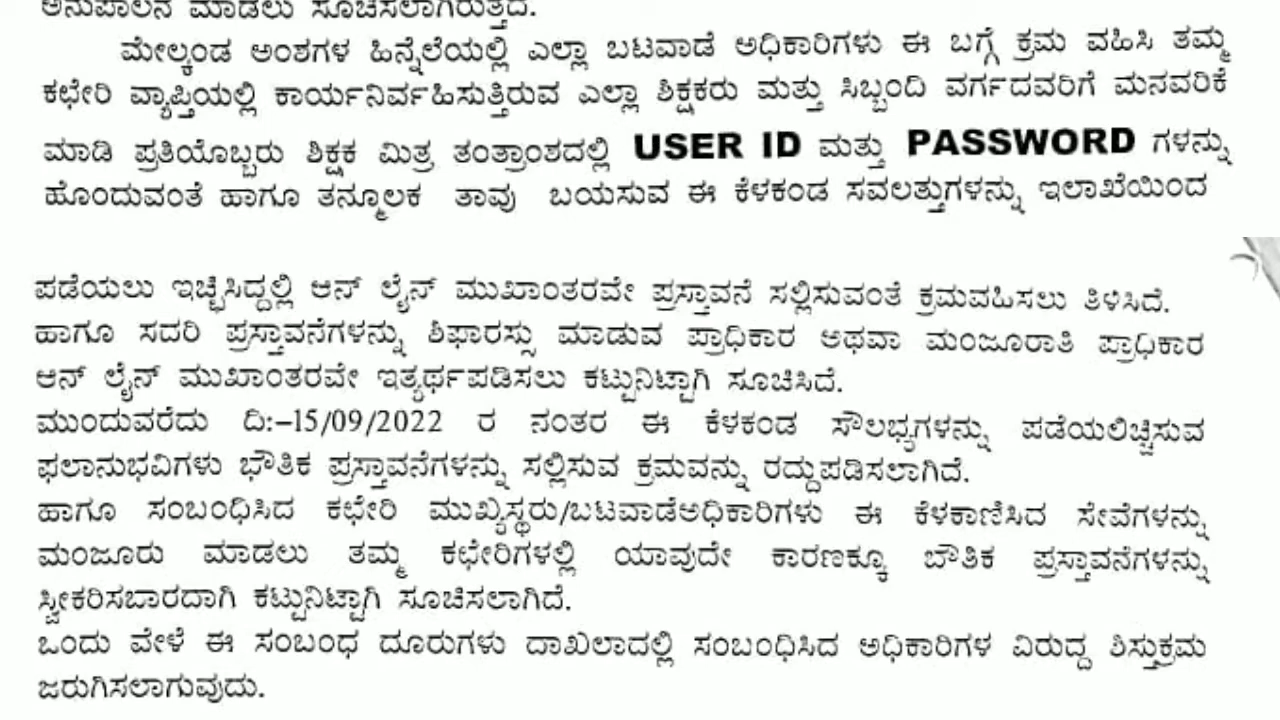 ಅನುಪಾಲನೆ ಮಾಡಲು ಸೂಚಿಸಲಾಗಿರುತ್ತದೆ.
ಮೇಲ್ಕಂಡ ಅಂಶಗಳ ಹಿನ್ನೆಲೆಯಲ್ಲಿ ಎಲ್ಲಾ ಬಟವಾಡೆ ಅಧಿಕಾರಿಗಳು ಈ ಬಗ್ಗೆ ಕ್ರಮ ವಹಿಸಿ ತಮ್ಮ
ಕಛೇರಿ ವ್ಯಾಪ್ತಿಯಲ್ಲಿ ಕಾರ್ಯನಿರ್ವಹಿಸುತ್ತಿರುವ ಎಲ್ಲಾ ಶಿಕ್ಷಕರು ಮತ್ತು ಸಿಬ್ಬಂದಿ ವರ್ಗದವರಿಗೆ ಮನವರಿಕೆ
ಮಾಡಿ ಪ್ರತಿಯೊಬ್ಬರು ಶಿಕ್ಷಕ ಮಿತ್ರ ತಂತ್ರಾಂಶದಲ್ಲಿ USER ID ಮತ್ತು PASSWORD ಗಳನ್ನು
ಹೊಂದುವಂತೆ ಹಾಗೂ ತನ್ಮೂಲಕ ತಾವು ಬಯಸುವ ಈ ಕೆಳಕಂಡ ಸವಲತ್ತುಗಳನ್ನು ಇಲಾಖೆಯಿಂದ
ಪಡೆಯಲು ಇಚ್ಛಿಸಿದ್ದಲ್ಲಿ ಆನ್ ಲೈನ್ ಮುಖಾಂತರವೇ ಪ್ರಸ್ತಾವನೆ ಸಲ್ಲಿಸುವಂತೆ ಕ್ರಮವಹಿಸಲು ತಿಳಿಸಿದೆ.
ಹಾಗೂ ಸದರಿ ಪ್ರಸ್ತಾವನೆಗಳನ್ನು ಶಿಫಾರಸ್ಸು ಮಾಡುವ ಪ್ರಾಧಿಕಾರ ಅಥವಾ ಮಂಜೂರಾತಿ ಪ್ರಾಧಿಕಾರ
ಆನ್ ಲೈನ್ ಮುಖಾಂತರವೇ ಇತ್ಯರ್ಥಪಡಿಸಲು ಕಟ್ಟುನಿಟ್ಟಾಗಿ ಸೂಚಿಸಿದೆ.
ಮುಂದುವರೆದು ದಿ:–15/09/2022 ರ ನಂತರ ಈ ಕೆಳಕಂಡ ಸೌಲಭ್ಯಗಳನ್ನು ಪಡೆಯಲಿಚ್ಚಿಸುವ
ಫಲಾನುಭವಿಗಳು ಭೌತಿಕ ಪ್ರಸ್ತಾವನೆಗಳನ್ನು ಸಲ್ಲಿಸುವ ಕ್ರಮವನ್ನು ರದ್ದುಪಡಿಸಲಾಗಿದೆ.
ಹಾಗೂ ಸಂಬಂಧಿಸಿದ ಕಛೇರಿ ಮುಖ್ಯಸ್ಥರು/ಬಟವಾಡೆಅಧಿಕಾರಿಗಳು ಈ ಕೆಳಕಾಣಿಸಿದ ಸೇವೆಗಳನ್ನು
ಮಂಜೂರು ಮಾಡಲು ತಮ್ಮ ಕಛೇರಿಗಳಲ್ಲಿ ಯಾವುದೇ ಕಾರಣಕ್ಕೂ ಬೌತಿಕ ಪ್ರಸ್ತಾವನೆಗಳನ್ನು
ಸ್ವೀಕರಿಸಬಾರದಾಗಿ ಕಟ್ಟುನಿಟ್ಟಾಗಿ ಸೂಚಿಸಲಾಗಿದೆ.
ಒಂದು ವೇಳೆ ಈ ಸಂಬಂಧ ದೂರುಗಳು ದಾಖಲಾದಲ್ಲಿ ಸಂಬಂಧಿಸಿದ ಅಧಿಕಾರಿಗಳ ವಿರುದ್ಧ ಶಿಸ್ತುಕ್ರಮ
ಜರುಗಿಸಲಾಗುವುದು.